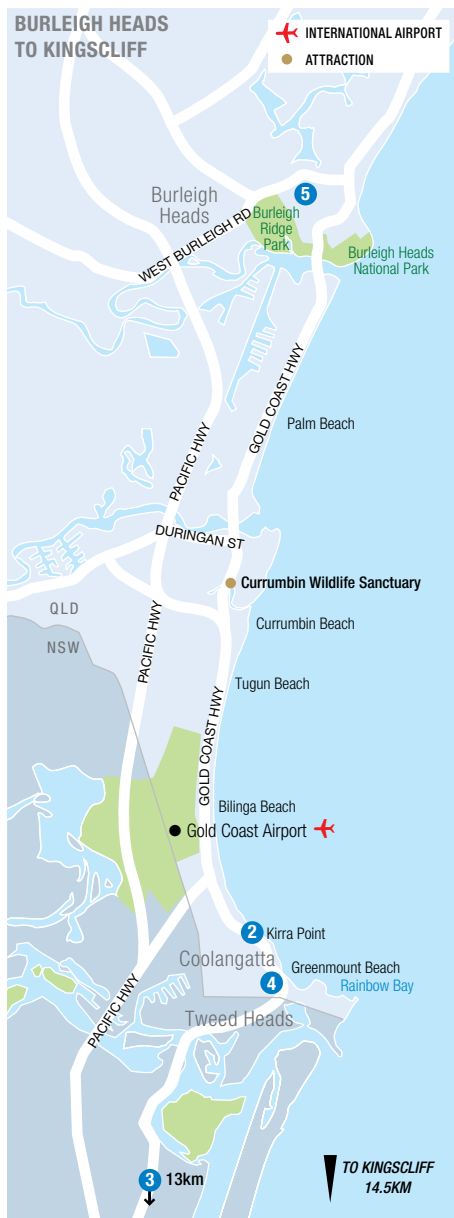 BURLEIGH HEADS
TO KINGSCLIFF
INTERNATIONAL AIRPORT
ATTRACTION
5
Burleigh
Heads
Burleigh
Ridge
Park
WEST BURLEIGH RD
Burleigh Heads
National Park
GOLD COAST HWY
Palm Beach
PACIFIC HWY
DURINGAN ST
Currumbin Wildlife Sanctuary
QLD
Currumbin Beach
NSW
PACIFIC HWY
Tugun Beach
GOLD COAST HWY
Bilinga Beach
Gold Coast Airport
2
Kirra Point
Coolangatta
Greenmount Beach
4
Rainbow Bay
Tweed Heads
PACIFIC HWY
3
13km
TO KINGSCLIFF
14.5KM